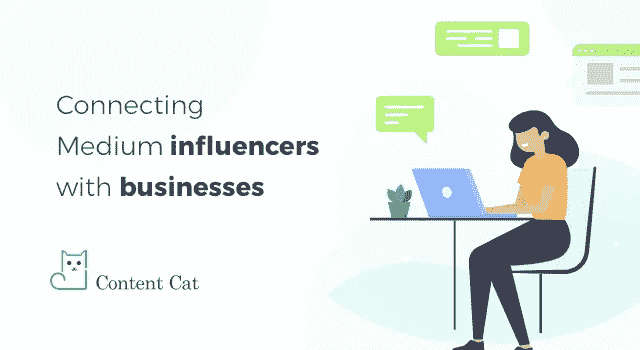 Connecting
Medium influencers
with businesses
Content Cat